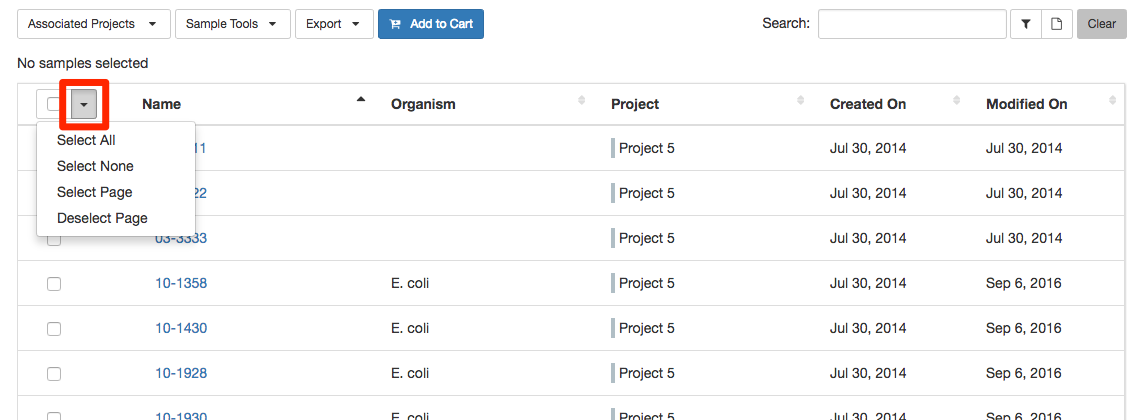 Associated Projects Sample Tools Export Add to Cart Search: Clear
No samples selected
Name Organism Project Created On Modified On
Select All
11 Project 5 Jul 30, 2014 Jul 30, 2014
Select None
Select Page
22 Project 5 Jul 30, 2014 Jul 30, 2014
Deselect Page
03-3333 Project 5 Jul 30, 2014 Jul 30, 2014
10-1358 E. coli Project 5 Jul 30, 2014 Sep 6, 2016
10-1430 E. coli Project 5 Jul 30, 2014 Sep 6, 2016
10-1928 E. coli Project 5 Jul 30, 2014 Sep 6, 2016
10-1930 E. coli Project 5 Jul 30, 2014 Sep 6, 2016